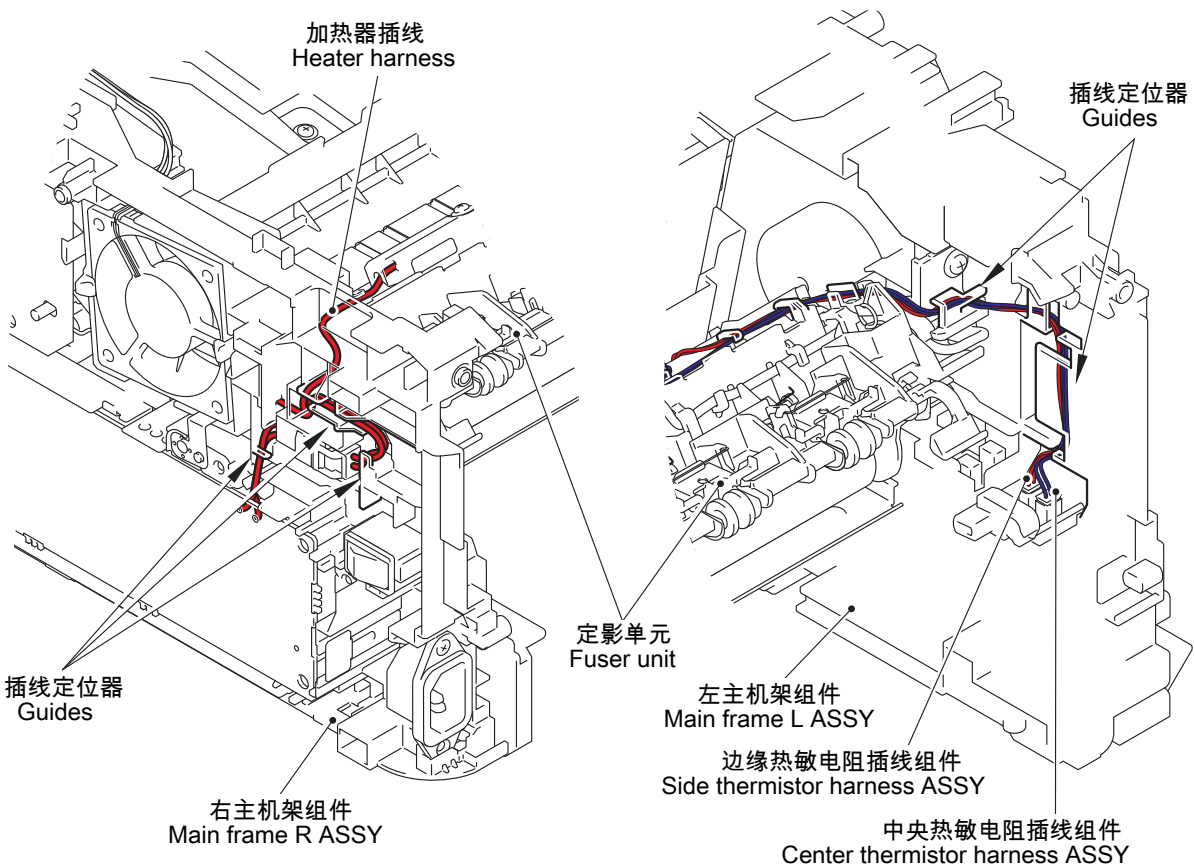 加热器插线
Heater harness
插线定位器
Guides
定影单元
Fuser unit
插线定位器
Guides
左主机架组件
Main frame L ASSY
边缘热敏电阻插线组件
Side thermistor harness ASSY
右主机架组件
Main frame R ASSY
中央热敏电阻插线组件
Center thermistor harness ASSY